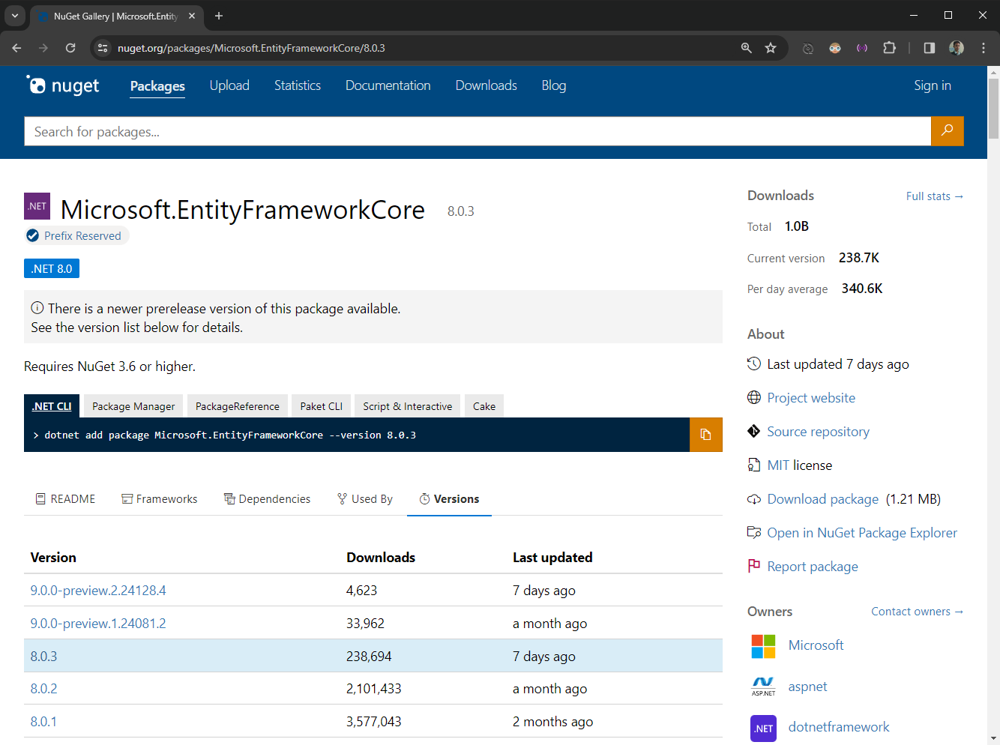 NuGet Gallery | Microsoft.Entity
nuget.org/packages/Microsoft.EntityFrameworkCore/8.0.3
nuget
Packages
Upload
Statistics
Documentation
Downloads
Blog
Sign in
Search for packages...
.NET
Microsoft.EntityFrameworkCore 8.0.3
Prefix Reserved
.NET 8.0
There is a newer prerelease version of this package available.
See the version list below for details.
Requires NuGet 3.6 or higher.
.NET CLI
Package Manager
PackageReference
Paket CLI
Script & Interactive
Cake
> dotnet add package Microsoft.EntityFrameworkCore --version 8.0.3
README
Frameworks
Dependencies
Used By
Versions
Version Downloads Last updated
9.0.0-preview.2.24128.4 4,623 7 days ago
9.0.0-preview.1.24081.2 33,962 a month ago
8.0.3 238,694 7 days ago
8.0.2 2,101,433 a month ago
8.0.1 3,577,043 2 months ago
Downloads Full stats →
Total 1.0B
Current version 238.7K
Per day average 340.6K
About
Last updated 7 days ago
Project website
Source repository
MIT license
Download package (1.21 MB)
Open in NuGet Package Explorer
Report package
Owners Contact owners →
Microsoft
ASP.NET
aspnet
.NET
dotnetframework